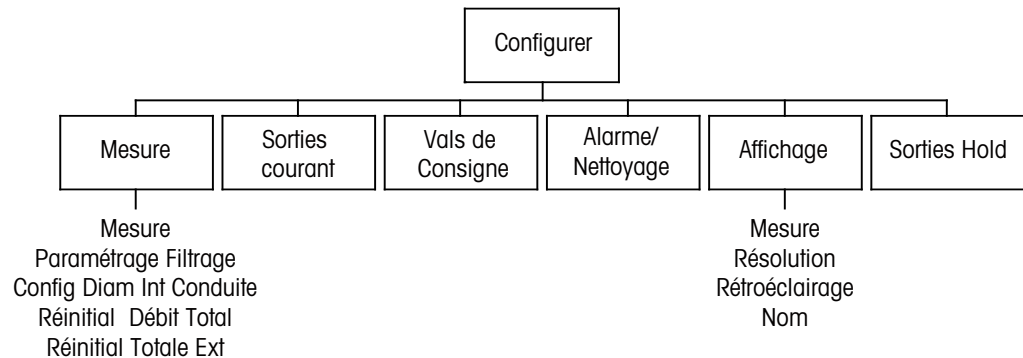 Configurer
Mesure
Sorties
courant
Vals de
Consigne
Alarme/
Nettoyage
Affichage
Sorties Hold
Mesure
Paramétrage Filtrage
Config Diam Int Conduite
Réinitial Débit Total
Réinitial Totale Ext
Mesure
Résolution
Rétroéclairage
Nom